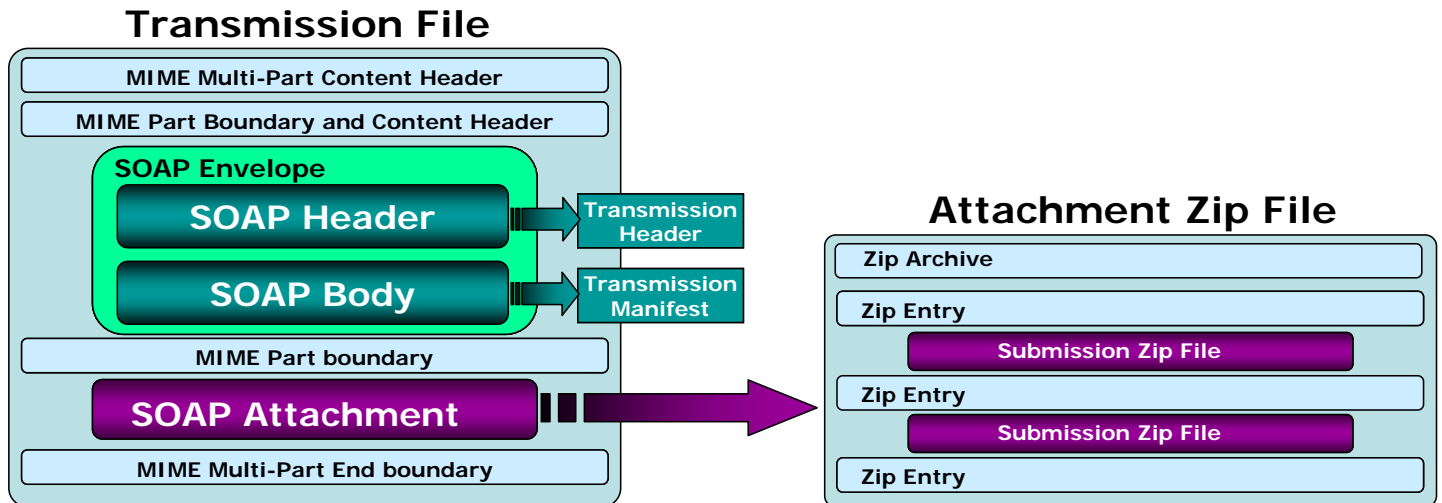 Transmission File
MIME Multi-Part Content Header
MIME Part Boundary and Content Header
SOAP Envelope
SOAP Header
Transmission
Header
SOAP Body
Transmission
Manifest
MIME Part boundary
SOAP Attachment
MIME Multi-Part End boundary
Attachment Zip File
Zip Archive
Zip Entry
Submission Zip File
Zip Entry
Submission Zip File
Zip Entry